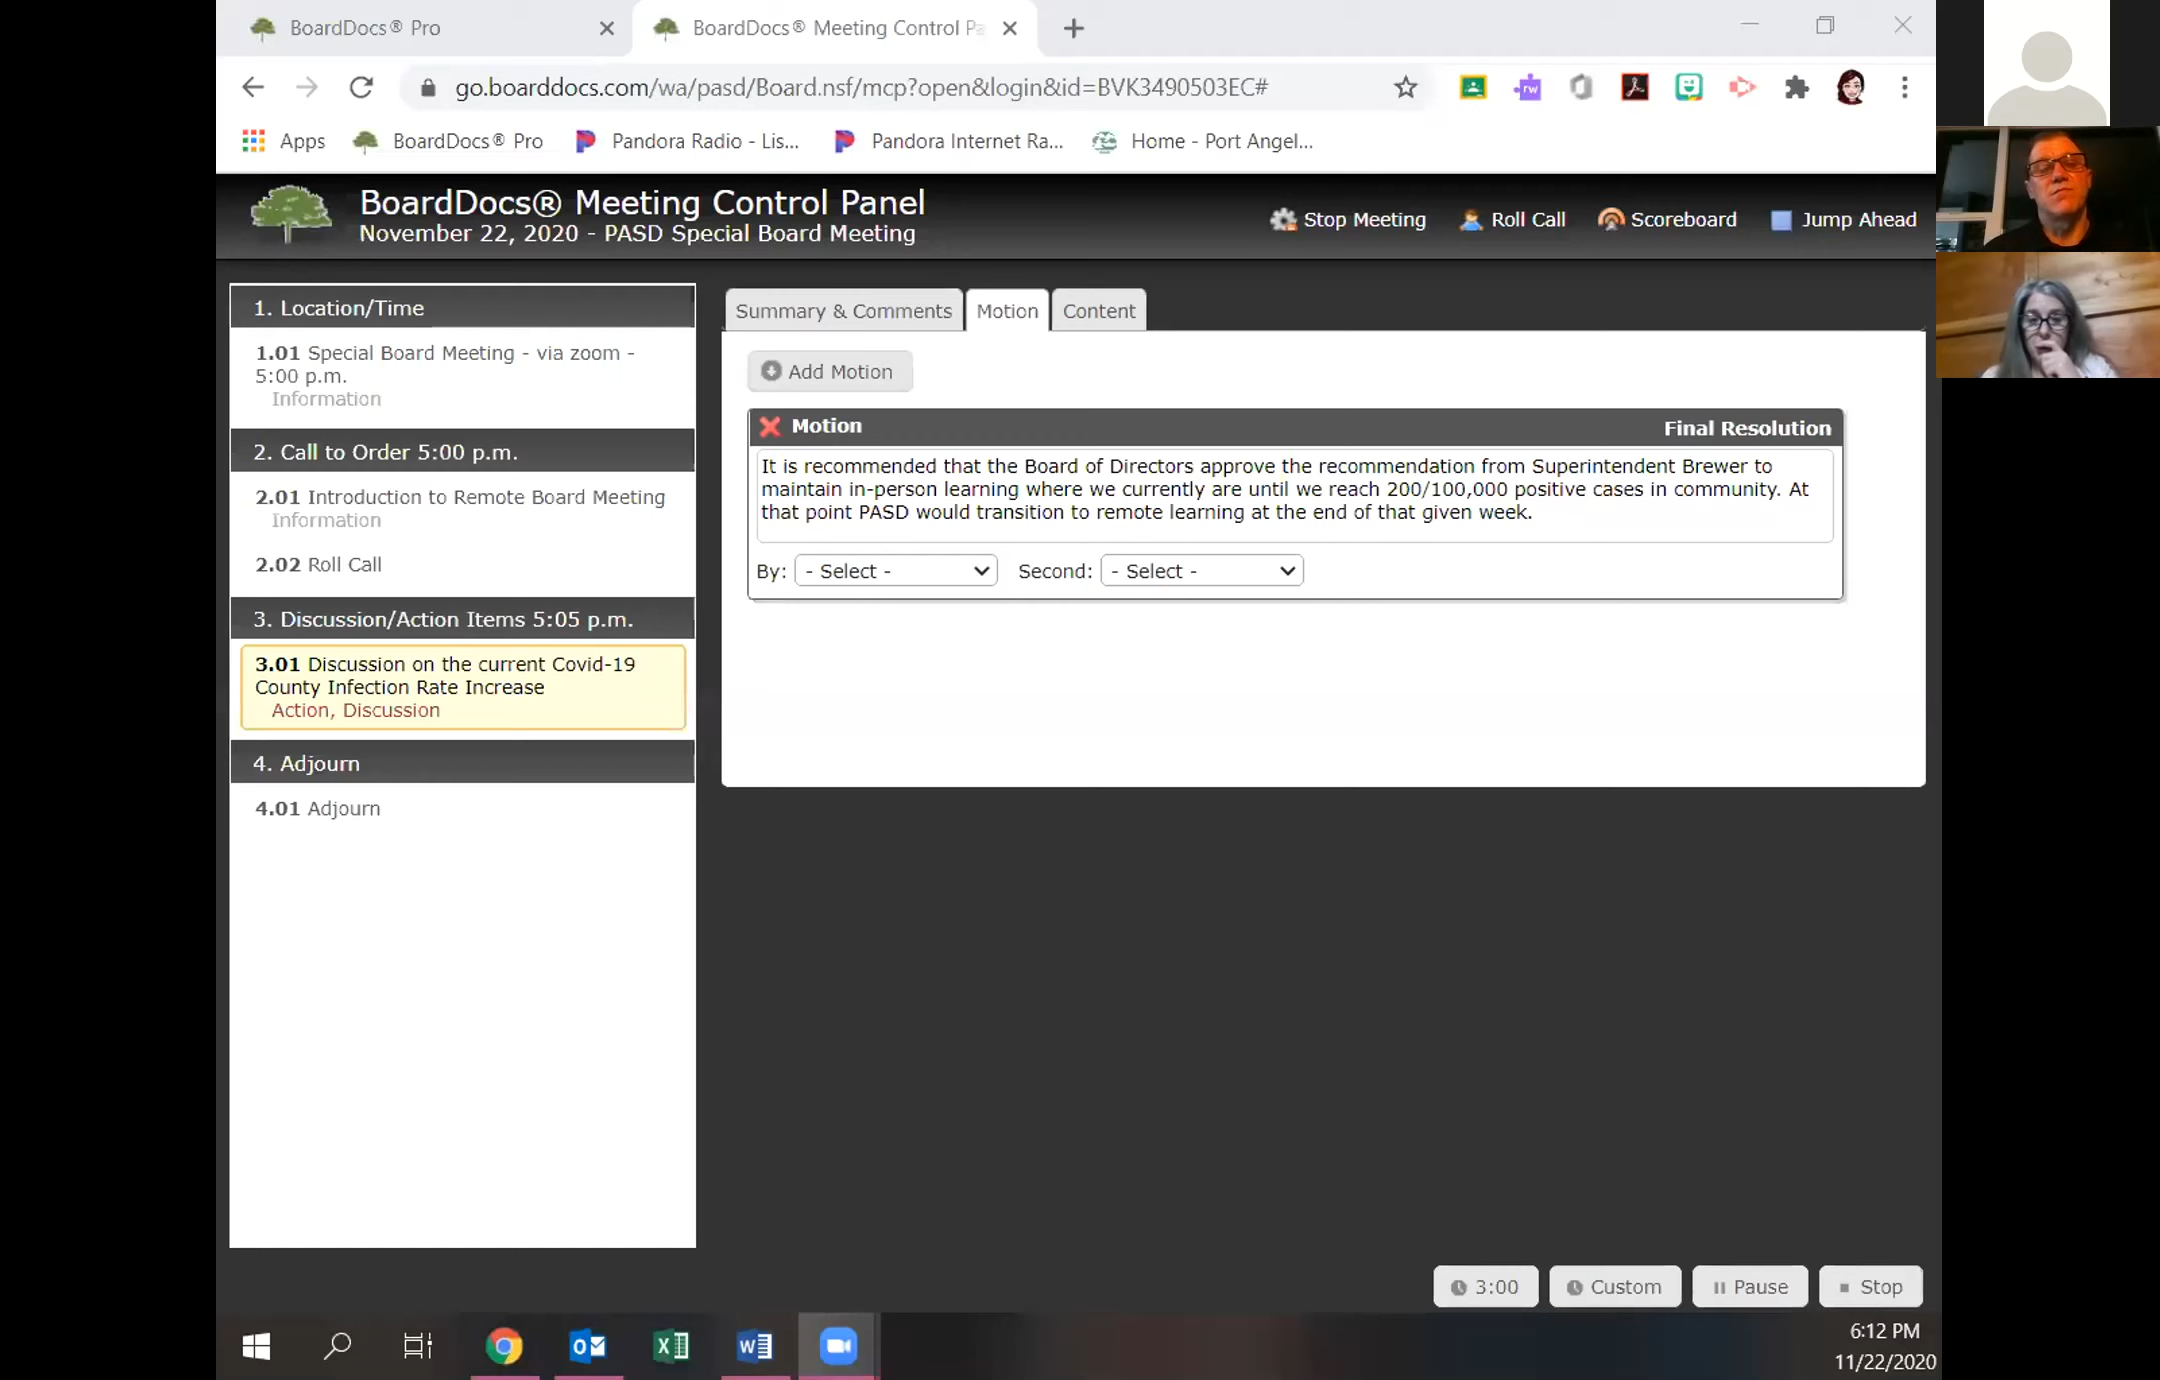 BoardDocs® Pro
BoardDocs® Meeting Control Pa
go.boarddocs.com/wa/pasd/Board.nsf/mcp?open&login&id=BVK3490503EC#
rw
Apps
BoardDocs® Pro
Pandora Radio - Lis...
Pandora Internet Ra...
Home - Port Angel...
BoardDocs® Meeting Control Panel
November 22, 2020 - PASD Special Board Meeting
Stop Meeting
Roll Call
Scoreboard
Jump Ahead
1. Location/Time
1.01 Special Board Meeting - via zoom -
5:00 p.m.
Information
2. Call to Order 5:00 p.m.
2.01 Introduction to Remote Board Meeting
Information
2.02 Roll Call
3. Discussion/Action Items 5:05 p.m.
3.01 Discussion on the current Covid-19
County Infection Rate Increase
Action, Discussion
4. Adjourn
4.01 Adjourn
Summary & Comments
Motion
Content
Add Motion
Motion
Final Resolution
It is recommended that the Board of Directors approve the recommendation from Superintendent Brewer to
maintain in-person learning where we currently are until we reach 200/100,000 positive cases in community. At
that point PASD would transition to remote learning at the end of that given week.
By: - Select - Second: - Select -
3:00
Custom
Pause
Stop
6:12 PM
11/22/2020